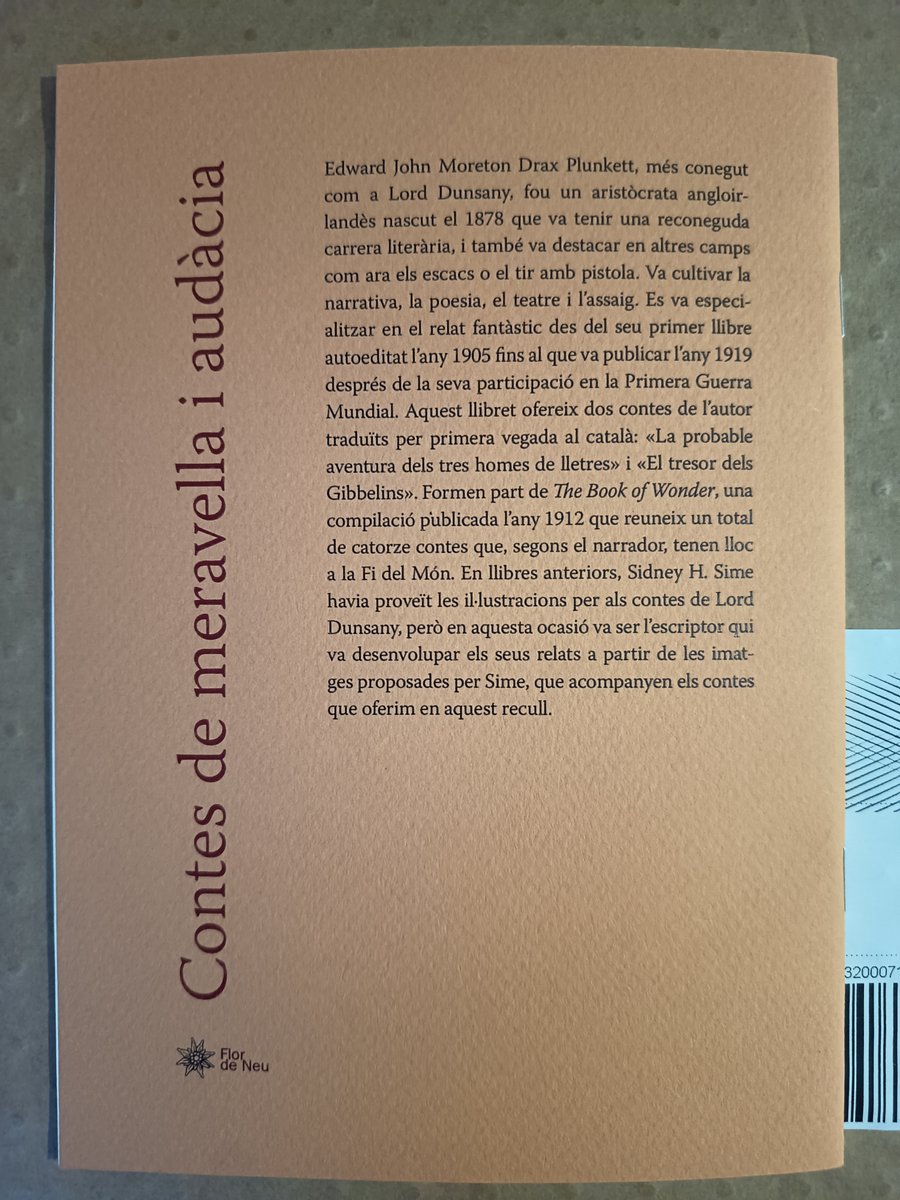 Contes de meravella i audàcia
Edward John Moreton Drax Plunkett, més conegut
com a Lord Dunsany, fou un aristòcrata angloir-
landès nascut el 1878 que va tenir una reconeguda
carrera literària, i també va destacar en altres camps
com ara els escacs o el tir amb pistola. Va cultivar la
narrativa, la poesia, el teatre i l'assaig. Es va especi-
alitzar en el relat fantàstic des del seu primer llibre
autoeditat l'any 1905 fins al que va publicar l'any 1919
després de la seva participació en la Primera Guerra
Mundial. Aquest llibret ofereix dos contes de l'autor
traduïts per primera vegada al català: «La probable
aventura dels tres homes de lletres» i «El tresor dels
Gibbelins». Formen part de The Book of Wonder, una
compilació publicada l'any 1912 que reuneix un total
de catorze contes que, segons el narrador, tenen lloc
a la Fi del Món. En llibres anteriors, Sidney H. Sime
havia proveït les il·lustracions per als contes de Lord
Dunsany, però en aquesta ocasió va ser l'escriptor qui
va desenvolupar els seus relats a partir de les imat-
ges proposades per Sime, que acompanyen els contes
que oferim en aquest recull.
Flor
de Neu
3200071